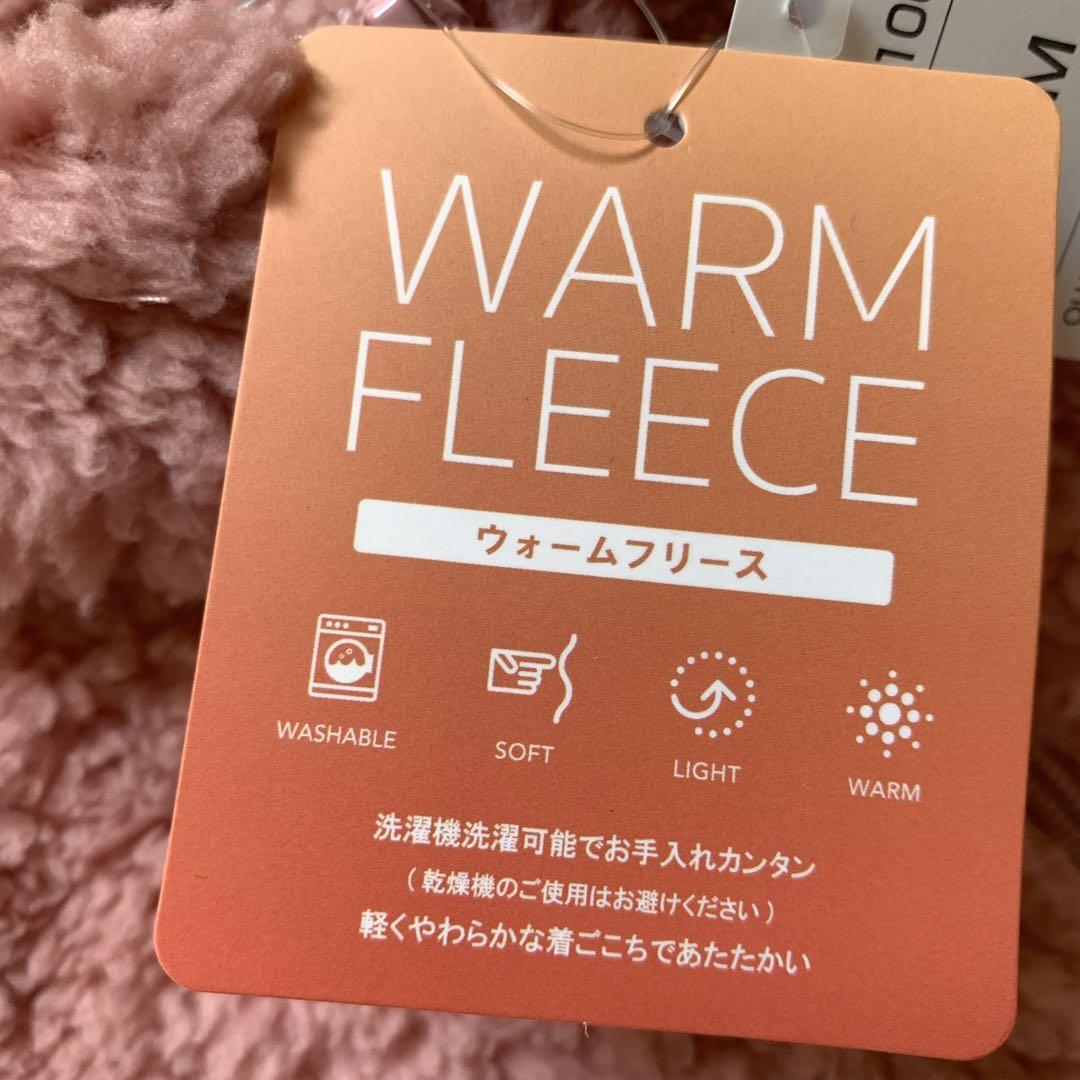 WARM
FLEECE
ウォームフリース
WASHABLE
SOFT
LIGHT
WARM
洗濯機洗濯可能でお手入れカンタン
(乾燥機のご使用はお避けください)
軽くやわらかな着ごこちであたたかい
M